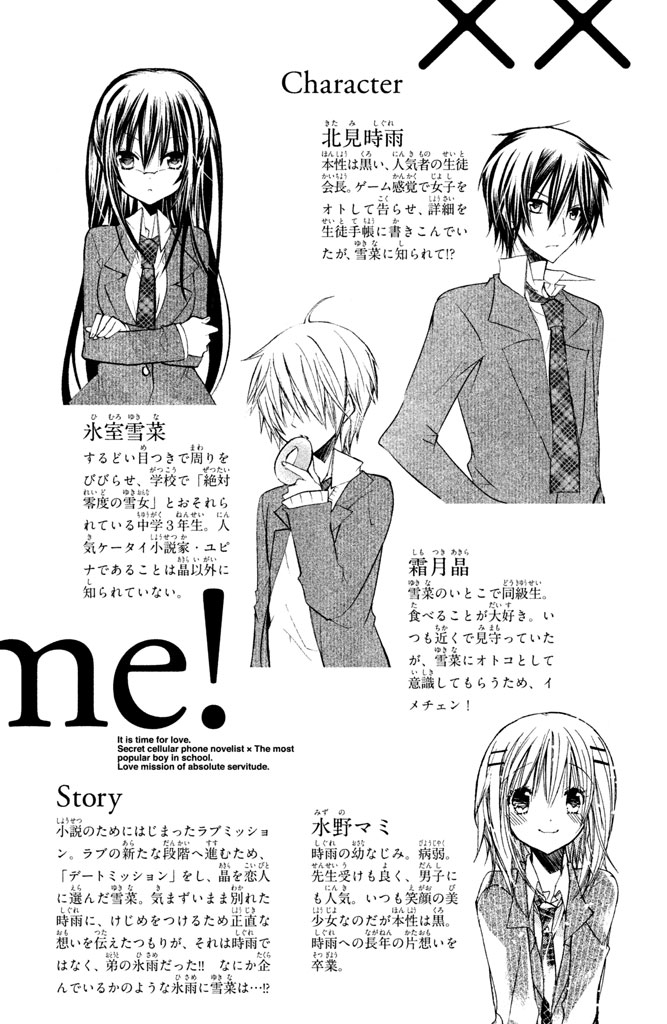 ××
Character
北見時雨
本性は黒い、人気者の生徒
会長。ゲーム感覚で女子を
オトして告らせ、詳細を
生徒手帳に書きこんでい
たが、雪菜に知られて!?
氷室雪菜
するどい目つきで周りを
びびらせ、学校で「絶対
零度の雪女」とおそれら
れている中学3年生。人
気ケータイ小説家・ユピ
ナであることは晶以外に
知られていない。
霜月晶
雪菜のいとこで同級生。
食べることが大好き。い
つも近くで見守っていた
が、雪菜にオトコとして
意識してもらうため、イ
メチェン!
me!
It is time for love.
Secret cellular phone novelist × The most
popular boy in school.
Love mission of absolute servitude.
Story
小説のためにはじまったラブミッショ
ン。ラブの新たな段階へ進むため、
「デートミッション」をし、晶を恋人
に選んだ雪菜。気まずいまま別れた
時雨に、けじめをつけるため正直な
想いを伝えたつもりが、それは時雨で
はなく、弟の氷雨だった!! なにか企
んでいるかのような氷雨に雪菜は…!?
水野マミ
時雨の幼なじみ。病弱。
先生受けも良く、男子に
も人気。いつも笑顔の美
少女なのだが本性は黒。
時雨への長年の片想いを
卒業。